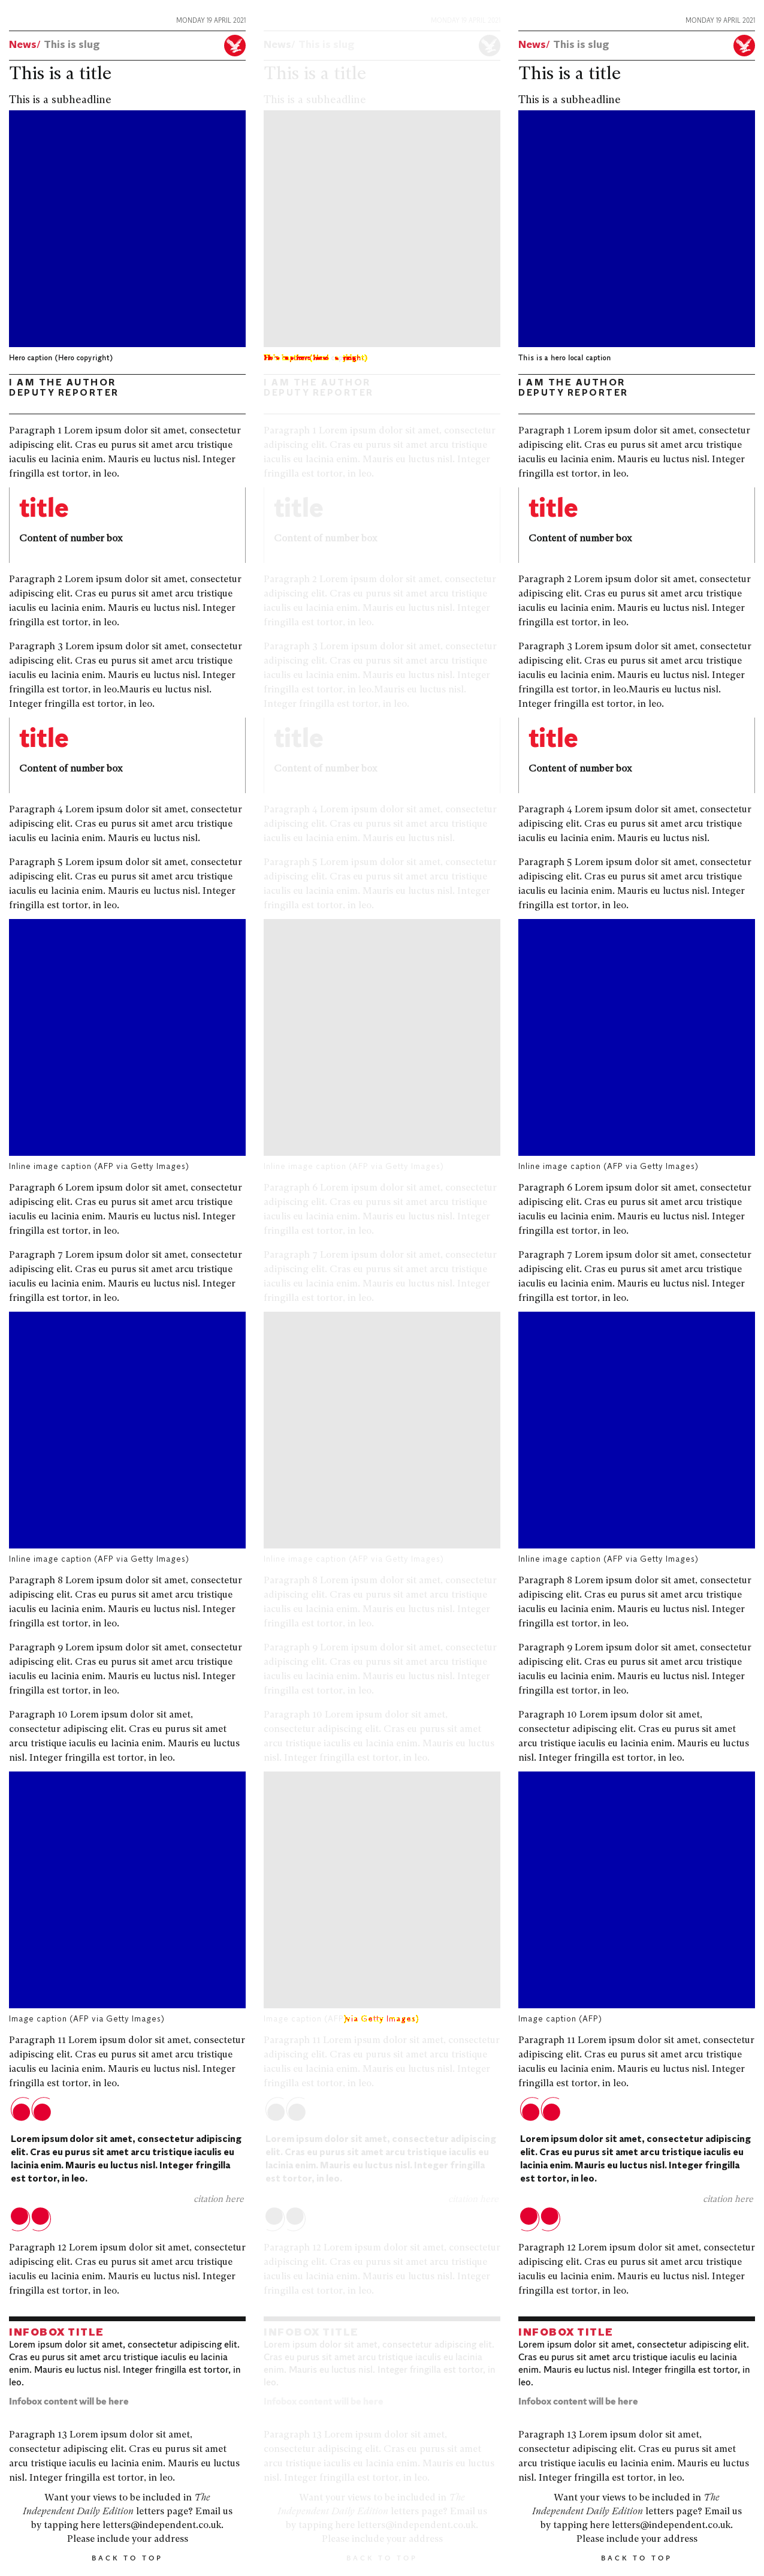 MONDAY 19 APRIL 2021
News/ This is slug
This is a title
This is a subheadline
Hero caption (Hero copyright)
I AM THE AUTHOR
DEPUTY REPORTER
Paragraph 1 Lorem ipsum dolor sit amet, consectetur
adipiscing elit. Cras eu purus sit amet arcu tristique
iaculis eu lacinia enim. Mauris eu luctus nisl. Integer
fringilla est tortor, in leo.
title
Content of number box
Paragraph 2 Lorem ipsum dolor sit amet, consectetur
adipiscing elit. Cras eu purus sit amet arcu tristique
iaculis eu lacinia enim. Mauris eu luctus nisl. Integer
fringilla est tortor, in leo.
Paragraph 3 Lorem ipsum dolor sit amet, consectetur
adipiscing elit. Cras eu purus sit amet arcu tristique
iaculis eu lacinia enim. Mauris eu luctus nisl. Integer
fringilla est tortor, in leo.Mauris eu luctus nisl.
Integer fringilla est tortor, in leo.
title
Content of number box
Paragraph 4 Lorem ipsum dolor sit amet, consectetur
adipiscing elit. Cras eu purus sit amet arcu tristique
iaculis eu lacinia enim. Mauris eu luctus nisl.
Paragraph 5 Lorem ipsum dolor sit amet, consectetur
adipiscing elit. Cras eu purus sit amet arcu tristique
iaculis eu lacinia enim. Mauris eu luctus nisl. Integer
fringilla est tortor, in leo.
Inline image caption (AFP via Getty Images)
Paragraph 6 Lorem ipsum dolor sit amet, consectetur
adipiscing elit. Cras eu purus sit amet arcu tristique
iaculis eu lacinia enim. Mauris eu luctus nisl. Integer
fringilla est tortor, in leo.
Paragraph 7 Lorem ipsum dolor sit amet, consectetur
adipiscing elit. Cras eu purus sit amet arcu tristique
iaculis eu lacinia enim. Mauris eu luctus nisl. Integer
fringilla est tortor, in leo.
Inline image caption (AFP via Getty Images)
Paragraph 8 Lorem ipsum dolor sit amet, consectetur
adipiscing elit. Cras eu purus sit amet arcu tristique
iaculis eu lacinia enim. Mauris eu luctus nisl. Integer
fringilla est tortor, in leo.
Paragraph 9 Lorem ipsum dolor sit amet, consectetur
adipiscing elit. Cras eu purus sit amet arcu tristique
iaculis eu lacinia enim. Mauris eu luctus nisl. Integer
fringilla est tortor, in leo.
Paragraph 10 Lorem ipsum dolor sit amet,
consectetur adipiscing elit. Cras eu purus sit amet
arcu tristique iaculis eu lacinia enim. Mauris eu luctus
nisl. Integer fringilla est tortor, in leo.
Image caption (AFP via Getty Images)
Paragraph 11 Lorem ipsum dolor sit amet, consectetur
adipiscing elit. Cras eu purus sit amet arcu tristique
iaculis eu lacinia enim. Mauris eu luctus nisl. Integer
fringilla est tortor, in leo.
Lorem ipsum dolor sit amet, consectetur adipiscing
elit. Cras eu purus sit amet arcu tristique iaculis eu
lacinia enim. Mauris eu luctus nisl. Integer fringilla
est tortor, in leo.
citation here
Paragraph 12 Lorem ipsum dolor sit amet, consectetur
adipiscing elit. Cras eu purus sit amet arcu tristique
iaculis eu lacinia enim. Mauris eu luctus nisl. Integer
fringilla est tortor, in leo.
INFOBOX TITLE
Lorem ipsum dolor sit amet, consectetur adipiscing elit.
Cras eu purus sit amet arcu tristique iaculis eu lacinia
enim. Mauris eu luctus nisl. Integer fringilla est tortor, in
leo.
Infobox content will be here
Paragraph 13 Lorem ipsum dolor sit amet,
consectetur adipiscing elit. Cras eu purus sit amet
arcu tristique iaculis eu lacinia enim. Mauris eu luctus
nisl. Integer fringilla est tortor, in leo.
Want your views to be included in The
Independent Daily Edition letters page? Email us
by tapping here letters@independent.co.uk.
Please include your address
BACK TO TOP
MONDAY 19 APRIL 2021
News/ This is slug
This is a title
This is a subheadline
I AM THE AUTHOR
DEPUTY REPORTER
Paragraph 1 Lorem ipsum dolor sit amet, consectetur
adipiscing elit. Cras eu purus sit amet arcu tristique
iaculis eu lacinia enim. Mauris eu luctus nisl. Integer
fringilla est tortor, in leo.
title
Content of number box
Paragraph 2 Lorem ipsum dolor sit amet, consectetur
adipiscing elit. Cras eu purus sit amet arcu tristique
iaculis eu lacinia enim. Mauris eu luctus nisl. Integer
fringilla est tortor, in leo.
Paragraph 3 Lorem ipsum dolor sit amet, consectetur
adipiscing elit. Cras eu purus sit amet arcu tristique
iaculis eu lacinia enim. Mauris eu luctus nisl. Integer
fringilla est tortor, in leo.Mauris eu luctus nisl.
Integer fringilla est tortor, in leo.
title
Content of number box
Paragraph 4 Lorem ipsum dolor sit amet, consectetur
adipiscing elit. Cras eu purus sit amet arcu tristique
iaculis eu lacinia enim. Mauris eu luctus nisl.
Paragraph 5 Lorem ipsum dolor sit amet, consectetur
adipiscing elit. Cras eu purus sit amet arcu tristique
iaculis eu lacinia enim. Mauris eu luctus nisl. Integer
fringilla est tortor, in leo.
Inline image caption (AFP via Getty Images)
Paragraph 6 Lorem ipsum dolor sit amet, consectetur
adipiscing elit. Cras eu purus sit amet arcu tristique
iaculis eu lacinia enim. Mauris eu luctus nisl. Integer
fringilla est tortor, in leo.
Paragraph 7 Lorem ipsum dolor sit amet, consectetur
adipiscing elit. Cras eu purus sit amet arcu tristique
iaculis eu lacinia enim. Mauris eu luctus nisl. Integer
fringilla est tortor, in leo.
Inline image caption (AFP via Getty Images)
Paragraph 8 Lorem ipsum dolor sit amet, consectetur
adipiscing elit. Cras eu purus sit amet arcu tristique
iaculis eu lacinia enim. Mauris eu luctus nisl. Integer
fringilla est tortor, in leo.
Paragraph 9 Lorem ipsum dolor sit amet, consectetur
adipiscing elit. Cras eu purus sit amet arcu tristique
iaculis eu lacinia enim. Mauris eu luctus nisl. Integer
fringilla est tortor, in leo.
Paragraph 10 Lorem ipsum dolor sit amet,
consectetur adipiscing elit. Cras eu purus sit amet
arcu tristique iaculis eu lacinia enim. Mauris eu luctus
nisl. Integer fringilla est tortor, in leo.
Image caption (AFP via Getty Images)
Paragraph 11 Lorem ipsum dolor sit amet, consectetur
adipiscing elit. Cras eu purus sit amet arcu tristique
iaculis eu lacinia enim. Mauris eu luctus nisl. Integer
fringilla est tortor, in leo.
Lorem ipsum dolor sit amet, consectetur adipiscing
elit. Cras eu purus sit amet arcu tristique iaculis eu
lacinia enim. Mauris eu luctus nisl. Integer fringilla
est tortor, in leo.
citation here
Paragraph 12 Lorem ipsum dolor sit amet, consectetur
adipiscing elit. Cras eu purus sit amet arcu tristique
iaculis eu lacinia enim. Mauris eu luctus nisl. Integer
fringilla est tortor, in leo.
INFOBOX TITLE
Lorem ipsum dolor sit amet, consectetur adipiscing elit.
Cras eu purus sit amet arcu tristique iaculis eu lacinia
enim. Mauris eu luctus nisl. Integer fringilla est tortor, in
leo.
Infobox content will be here
Paragraph 13 Lorem ipsum dolor sit amet,
consectetur adipiscing elit. Cras eu purus sit amet
arcu tristique iaculis eu lacinia enim. Mauris eu luctus
nisl. Integer fringilla est tortor, in leo.
Want your views to be included in The
Independent Daily Edition letters page? Email us
by tapping here letters@independent.co.uk.
Please include your address
BACK TO TOP
MONDAY 19 APRIL 2021
News/ This is slug
This is a title
This is a subheadline
This is a hero local caption
I AM THE AUTHOR
DEPUTY REPORTER
Paragraph 1 Lorem ipsum dolor sit amet, consectetur
adipiscing elit. Cras eu purus sit amet arcu tristique
iaculis eu lacinia enim. Mauris eu luctus nisl. Integer
fringilla est tortor, in leo.
title
Content of number box
Paragraph 2 Lorem ipsum dolor sit amet, consectetur
adipiscing elit. Cras eu purus sit amet arcu tristique
iaculis eu lacinia enim. Mauris eu luctus nisl. Integer
fringilla est tortor, in leo.
Paragraph 3 Lorem ipsum dolor sit amet, consectetur
adipiscing elit. Cras eu purus sit amet arcu tristique
iaculis eu lacinia enim. Mauris eu luctus nisl. Integer
fringilla est tortor, in leo.Mauris eu luctus nisl.
Integer fringilla est tortor, in leo.
title
Content of number box
Paragraph 4 Lorem ipsum dolor sit amet, consectetur
adipiscing elit. Cras eu purus sit amet arcu tristique
iaculis eu lacinia enim. Mauris eu luctus nisl.
Paragraph 5 Lorem ipsum dolor sit amet, consectetur
adipiscing elit. Cras eu purus sit amet arcu tristique
iaculis eu lacinia enim. Mauris eu luctus nisl. Integer
fringilla est tortor, in leo.
Inline image caption (AFP via Getty Images)
Paragraph 6 Lorem ipsum dolor sit amet, consectetur
adipiscing elit. Cras eu purus sit amet arcu tristique
iaculis eu lacinia enim. Mauris eu luctus nisl. Integer
fringilla est tortor, in leo.
Paragraph 7 Lorem ipsum dolor sit amet, consectetur
adipiscing elit. Cras eu purus sit amet arcu tristique
iaculis eu lacinia enim. Mauris eu luctus nisl. Integer
fringilla est tortor, in leo.
Inline image caption (AFP via Getty Images)
Paragraph 8 Lorem ipsum dolor sit amet, consectetur
adipiscing elit. Cras eu purus sit amet arcu tristique
iaculis eu lacinia enim. Mauris eu luctus nisl. Integer
fringilla est tortor, in leo.
Paragraph 9 Lorem ipsum dolor sit amet, consectetur
adipiscing elit. Cras eu purus sit amet arcu tristique
iaculis eu lacinia enim. Mauris eu luctus nisl. Integer
fringilla est tortor, in leo.
Paragraph 10 Lorem ipsum dolor sit amet,
consectetur adipiscing elit. Cras eu purus sit amet
arcu tristique iaculis eu lacinia enim. Mauris eu luctus
nisl. Integer fringilla est tortor, in leo.
Image caption (AFP)
Paragraph 11 Lorem ipsum dolor sit amet, consectetur
adipiscing elit. Cras eu purus sit amet arcu tristique
iaculis eu lacinia enim. Mauris eu luctus nisl. Integer
fringilla est tortor, in leo.
Lorem ipsum dolor sit amet, consectetur adipiscing
elit. Cras eu purus sit amet arcu tristique iaculis eu
lacinia enim. Mauris eu luctus nisl. Integer fringilla
est tortor, in leo.
citation here
Paragraph 12 Lorem ipsum dolor sit amet, consectetur
adipiscing elit. Cras eu purus sit amet arcu tristique
iaculis eu lacinia enim. Mauris eu luctus nisl. Integer
fringilla est tortor, in leo.
INFOBOX TITLE
Lorem ipsum dolor sit amet, consectetur adipiscing elit.
Cras eu purus sit amet arcu tristique iaculis eu lacinia
enim. Mauris eu luctus nisl. Integer fringilla est tortor, in
leo.
Infobox content will be here
Paragraph 13 Lorem ipsum dolor sit amet,
consectetur adipiscing elit. Cras eu purus sit amet
arcu tristique iaculis eu lacinia enim. Mauris eu luctus
nisl. Integer fringilla est tortor, in leo.
Want your views to be included in The
Independent Daily Edition letters page? Email us
by tapping here letters@independent.co.uk.
Please include your address
BACK TO TOP